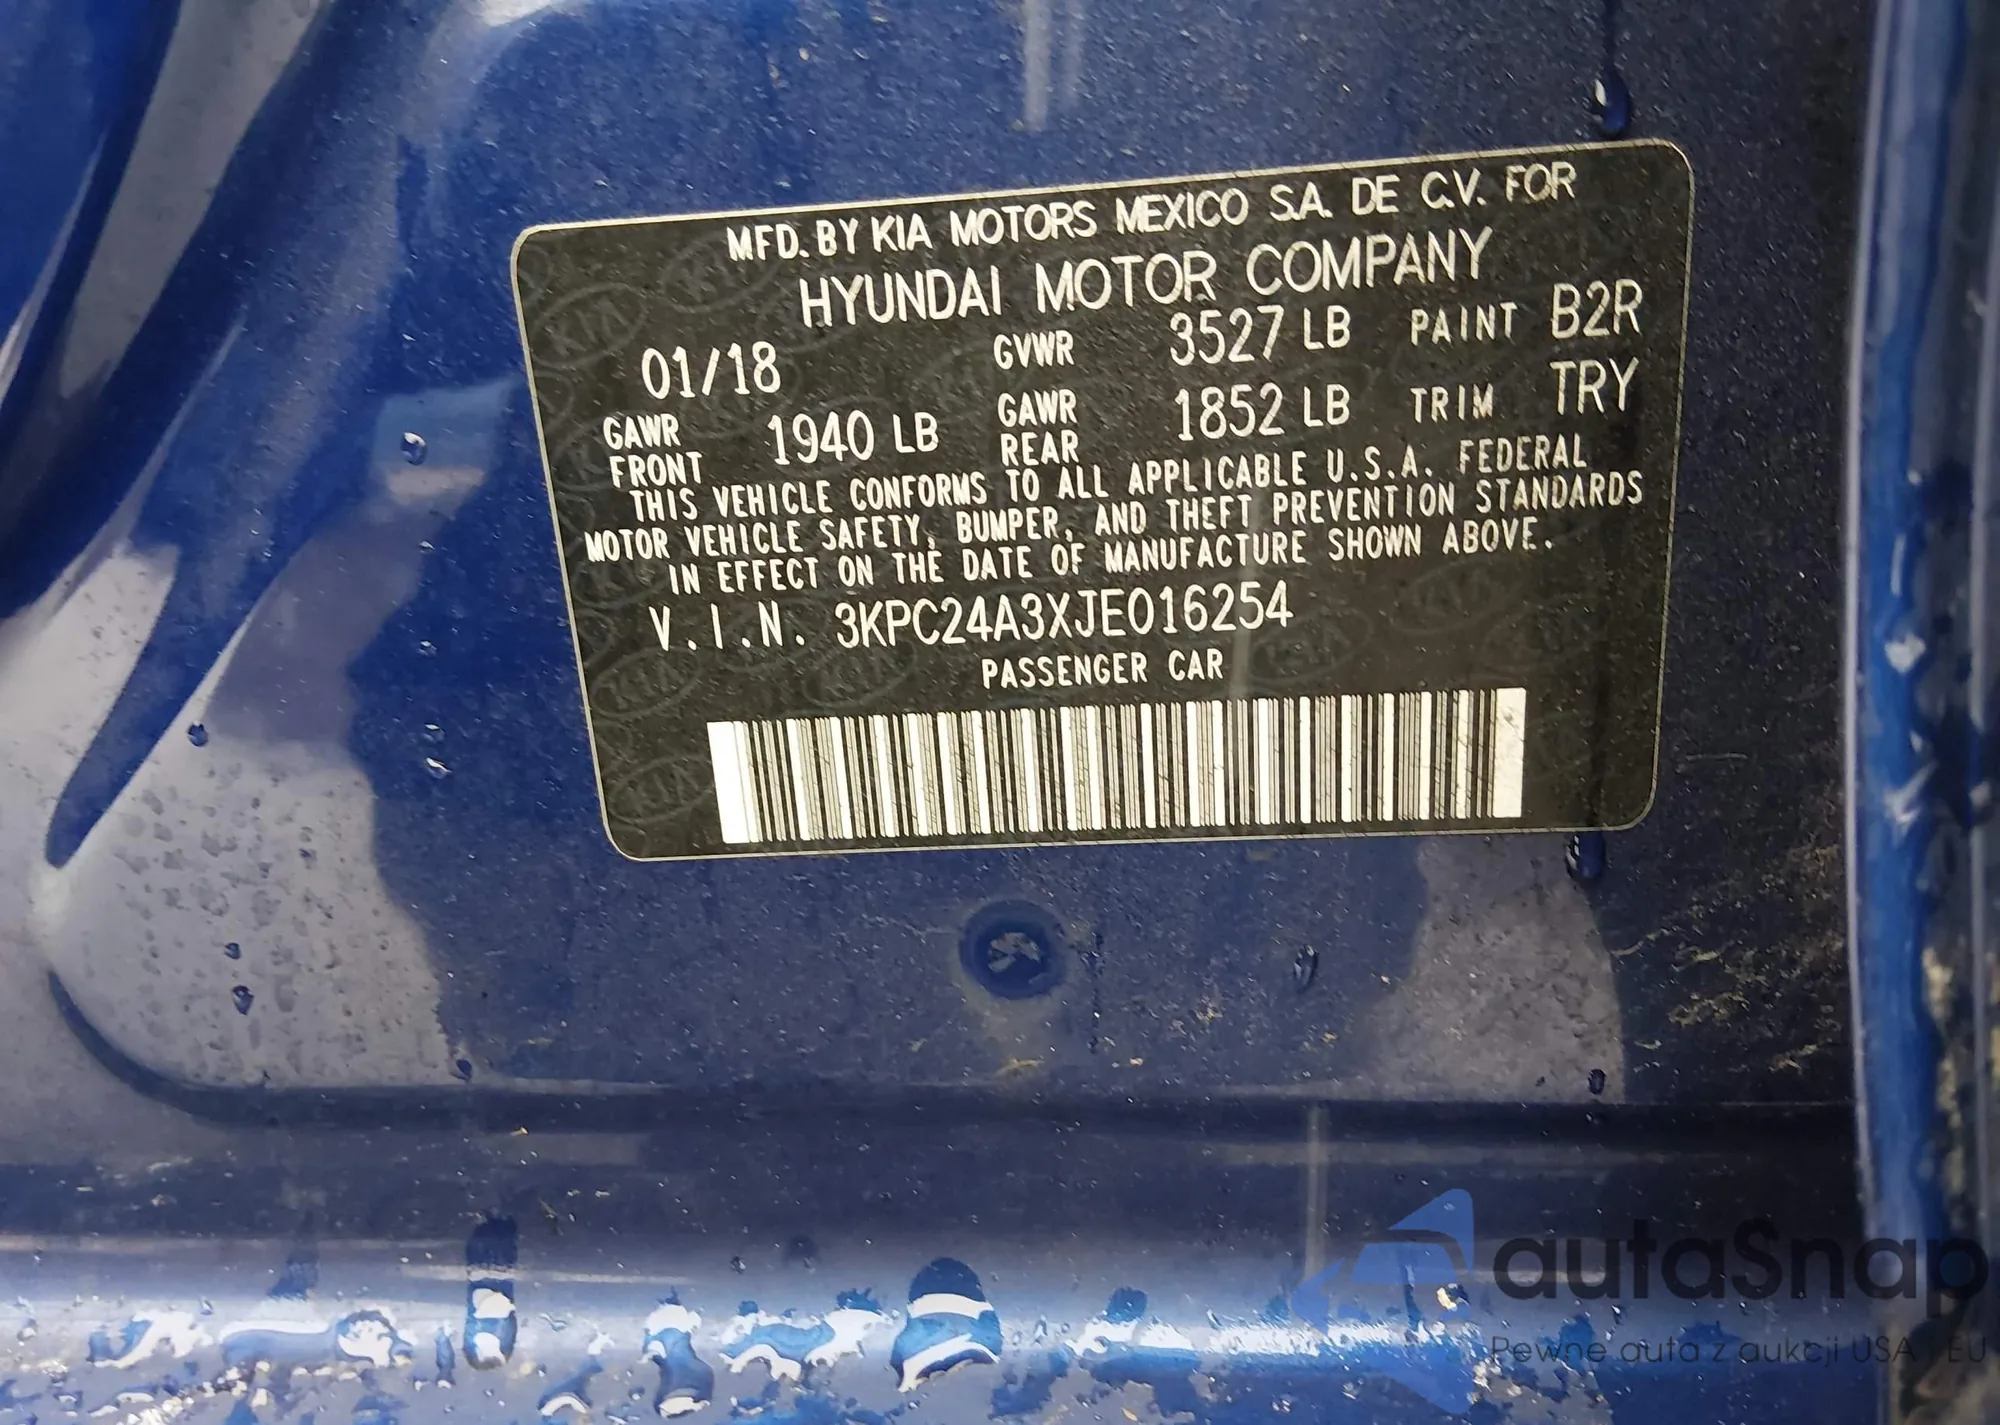 MFD. BY KIA MOTORS MEXICO S.A. DE C.V. FOR
HYUNDAI MOTOR COMPANY
01/18 GVWR 3527 LB PAINT B2R
GAWR FRONT 1940 LB GAWR REAR 1852 LB TRIM TRY
THIS VEHICLE CONFORMS TO ALL APPLICABLE U.S.A. FEDERAL
MOTOR VEHICLE SAFETY, BUMPER, AND THEFT PREVENTION STANDARDS
IN EFFECT ON THE DATE OF MANUFACTURE SHOWN ABOVE.
V.I.N. 3KPC24A3XJE016254
PASSENGER CAR
autaSnap
Pewne auta z aukcji USA i EU